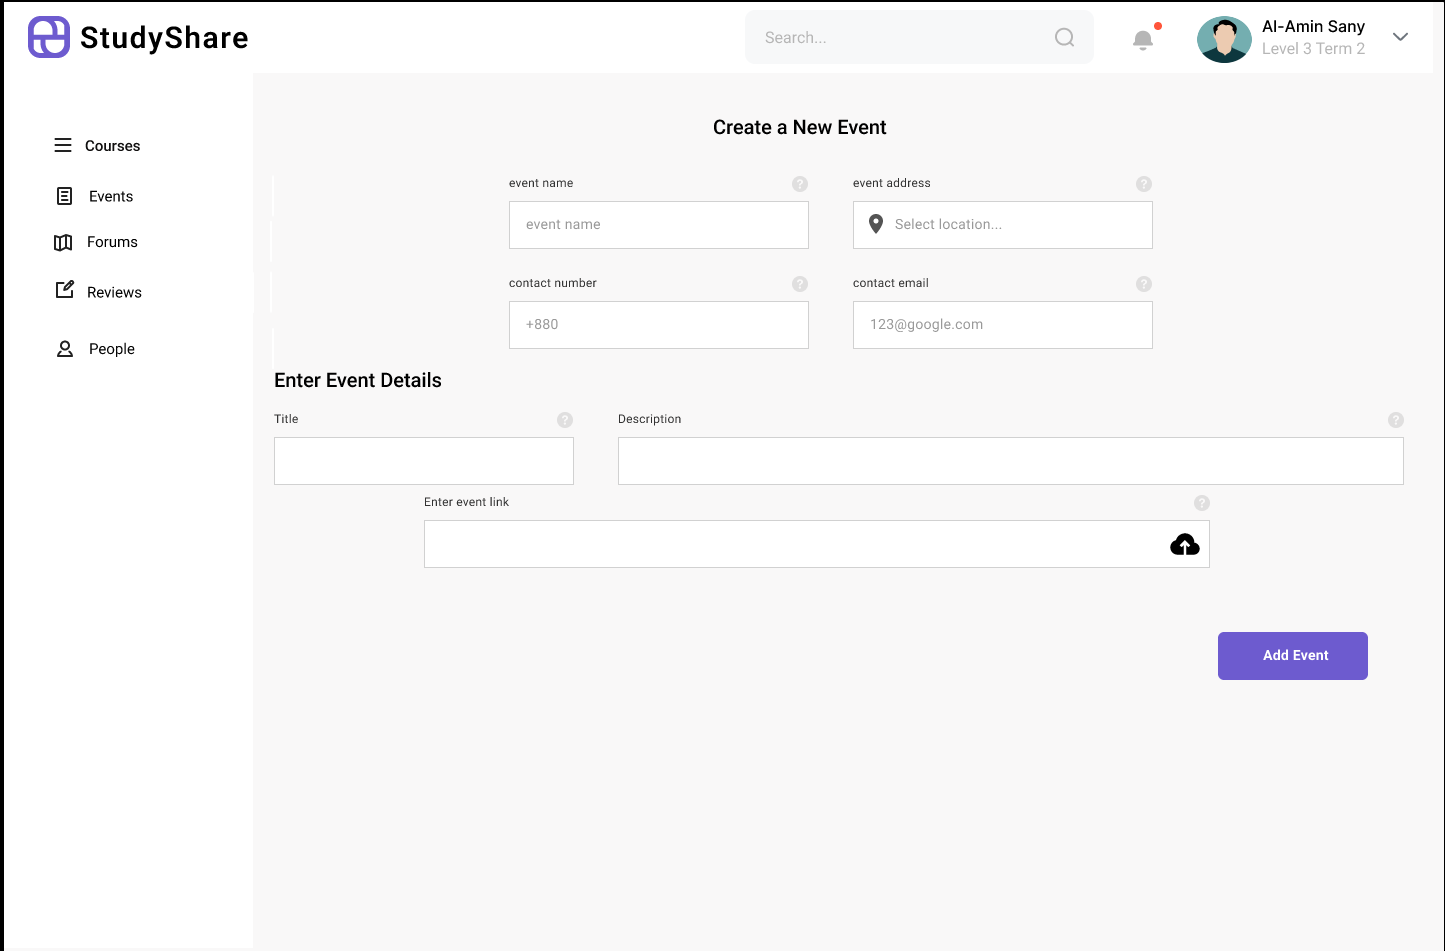 StudyShare
Search...
Al-Amin Sany
Level 3 Term 2
Courses
Events
Forums
Reviews
People
Create a New Event
event name ?
event name
event address ?
Select location...
contact number ?
+880
contact email ?
123@google.com
Enter Event Details
Title ?
Description ?
Enter event link ?
Add Event